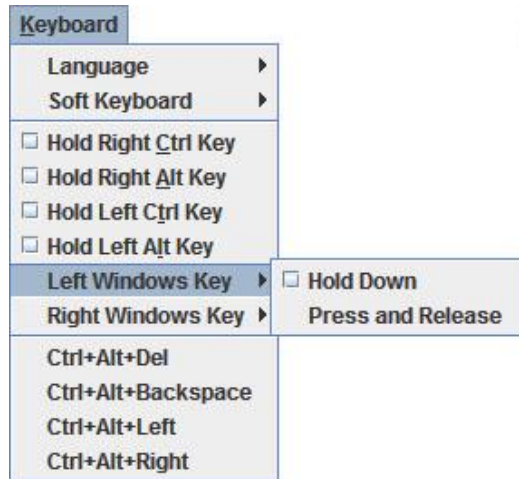 Keyboard
Language
Soft Keyboard
Hold Right Ctrl Key
Hold Right Alt Key
Hold Left Ctrl Key
Hold Left Alt Key
Left Windows Key
Hold Down
Right Windows Key
Press and Release
Ctrl+Alt+Del
Ctrl+Alt+Backspace
Ctrl+Alt+Left
Ctrl+Alt+Right